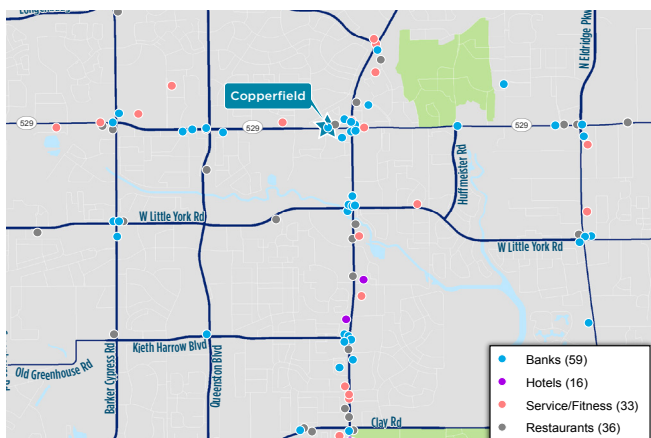 N Eldridge Pkwy
Copperfield
529
529
529
Huffmeister Rd
W Little York Rd
W Little York Rd
Kieth Harrow Blvd
Old Greenhouse Rd
Barker Cypress Rd
Queenston Blvd
Clay Rd
Banks (59)
Hotels (16)
Service/Fitness (33)
Restaurants (36)